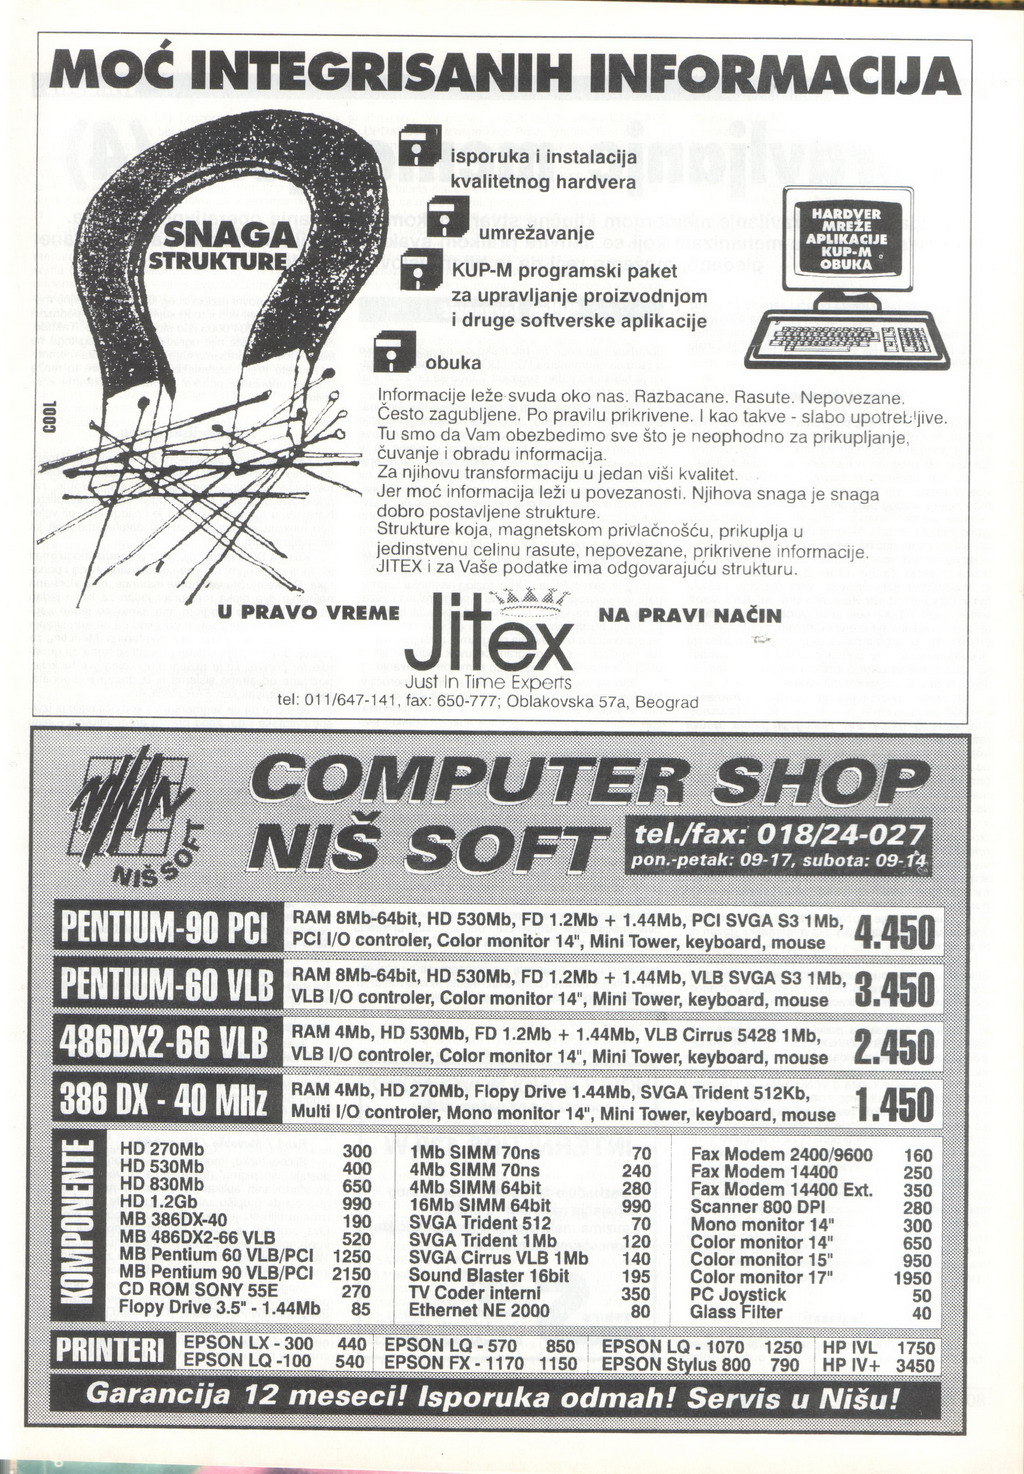 MOĆ INTEGRISANIH INFORMACIJA
SNAGA
STRUKTURE
COOL
isporuka i instalacija
kvalitetnog hardvera
umrežavanje
KUP-M programski paket
za upravljanje proizvodnjom
i druge softverske aplikacije
obuka
HARDVER
MREŽE
APLIKACIJE
KUP-M
OBUKA
Informacije leže svuda oko nas. Razbacane. Rasute. Nepovezane.
Često zagubljene. Po pravilu prikrivene. I kao takve - slabo upotrebljive.
Tu smo da Vam obezbedimo sve što je neophodno za prikupljanje,
čuvanje i obradu informacija.
Za njihovu transformaciju u jedan viši kvalitet.
Jer moć informacija leži u povezanosti. Njihova snaga je snaga
dobro postavljene strukture.
Strukture koja, magnetskom privlačnošću, prikuplja u
jedinstvenu celinu rasute, nepovezane, prikrivene informacije.
JITEX i za Vaše podatke ima odgovarajuću strukturu.
U PRAVO VREME
Jitex
NA PRAVI NAČIN
Just In Time Experts
tel: 011/647-141, fax: 650-777; Oblakovska 57a, Beograd
NIŠ SOFT
COMPUTER SHOP
NIŠ SOFT
tel./fax: 018/24-027
pon.-petak: 09-17, subota: 09-14
PENTIUM-90 PCI
RAM 8Mb-64bit, HD 530Mb, FD 1.2Mb + 1.44Mb, PCI SVGA S3 1Mb,
PCI I/O controler, Color monitor 14", Mini Tower, keyboard, mouse
4.450
PENTIUM-60 VLB
RAM 8Mb-64bit, HD 530Mb, FD 1.2Mb + 1.44Mb, VLB SVGA S3 1Mb,
VLB I/O controler, Color monitor 14", Mini Tower, keyboard, mouse
3.450
486DX2-66 VLB
RAM 4Mb, HD 530Mb, FD 1.2Mb + 1.44Mb, VLB Cirrus 5428 1Mb,
VLB I/O controler, Color monitor 14", Mini Tower, keyboard, mouse
2.450
386 DX - 40 MHz
RAM 4Mb, HD 270Mb, Flopy Drive 1.44Mb, SVGA Trident 512Kb,
Multi I/O controler, Mono monitor 14", Mini Tower, keyboard, mouse
1.450
KOMPONENTE
HD 270Mb 300
HD 530Mb 400
HD 830Mb 650
HD 1.2Gb 990
MB 386DX-40 190
MB 486DX2-66 VLB 520
MB Pentium 60 VLB/PCI 1250
MB Pentium 90 VLB/PCI 2150
CD ROM SONY 55E 270
Flopy Drive 3.5" - 1.44Mb 85
1Mb SIMM 70ns 70
4Mb SIMM 70ns 240
4Mb SIMM 64bit 280
16Mb SIMM 64bit 990
SVGA Trident 512 70
SVGA Trident 1Mb 120
SVGA Cirrus VLB 1Mb 140
Sound Blaster 16bit 195
TV Coder interni 350
Ethernet NE 2000 80
Fax Modem 2400/9600 160
Fax Modem 14400 250
Fax Modem 14400 Ext. 350
Scanner 800 DPI 280
Mono monitor 14" 300
Color monitor 14" 650
Color monitor 15" 950
Color monitor 17" 1950
PC Joystick 50
Glass Filter 40
PRINTERI
EPSON LX - 300 440
EPSON LQ -100 540
EPSON LQ - 570 850
EPSON FX - 1170 1150
EPSON LQ - 1070 1250
EPSON Stylus 800 790
HP IVL 1750
HP IV+ 3450
Garancija 12 meseci! Isporuka odmah! Servis u Nišu!